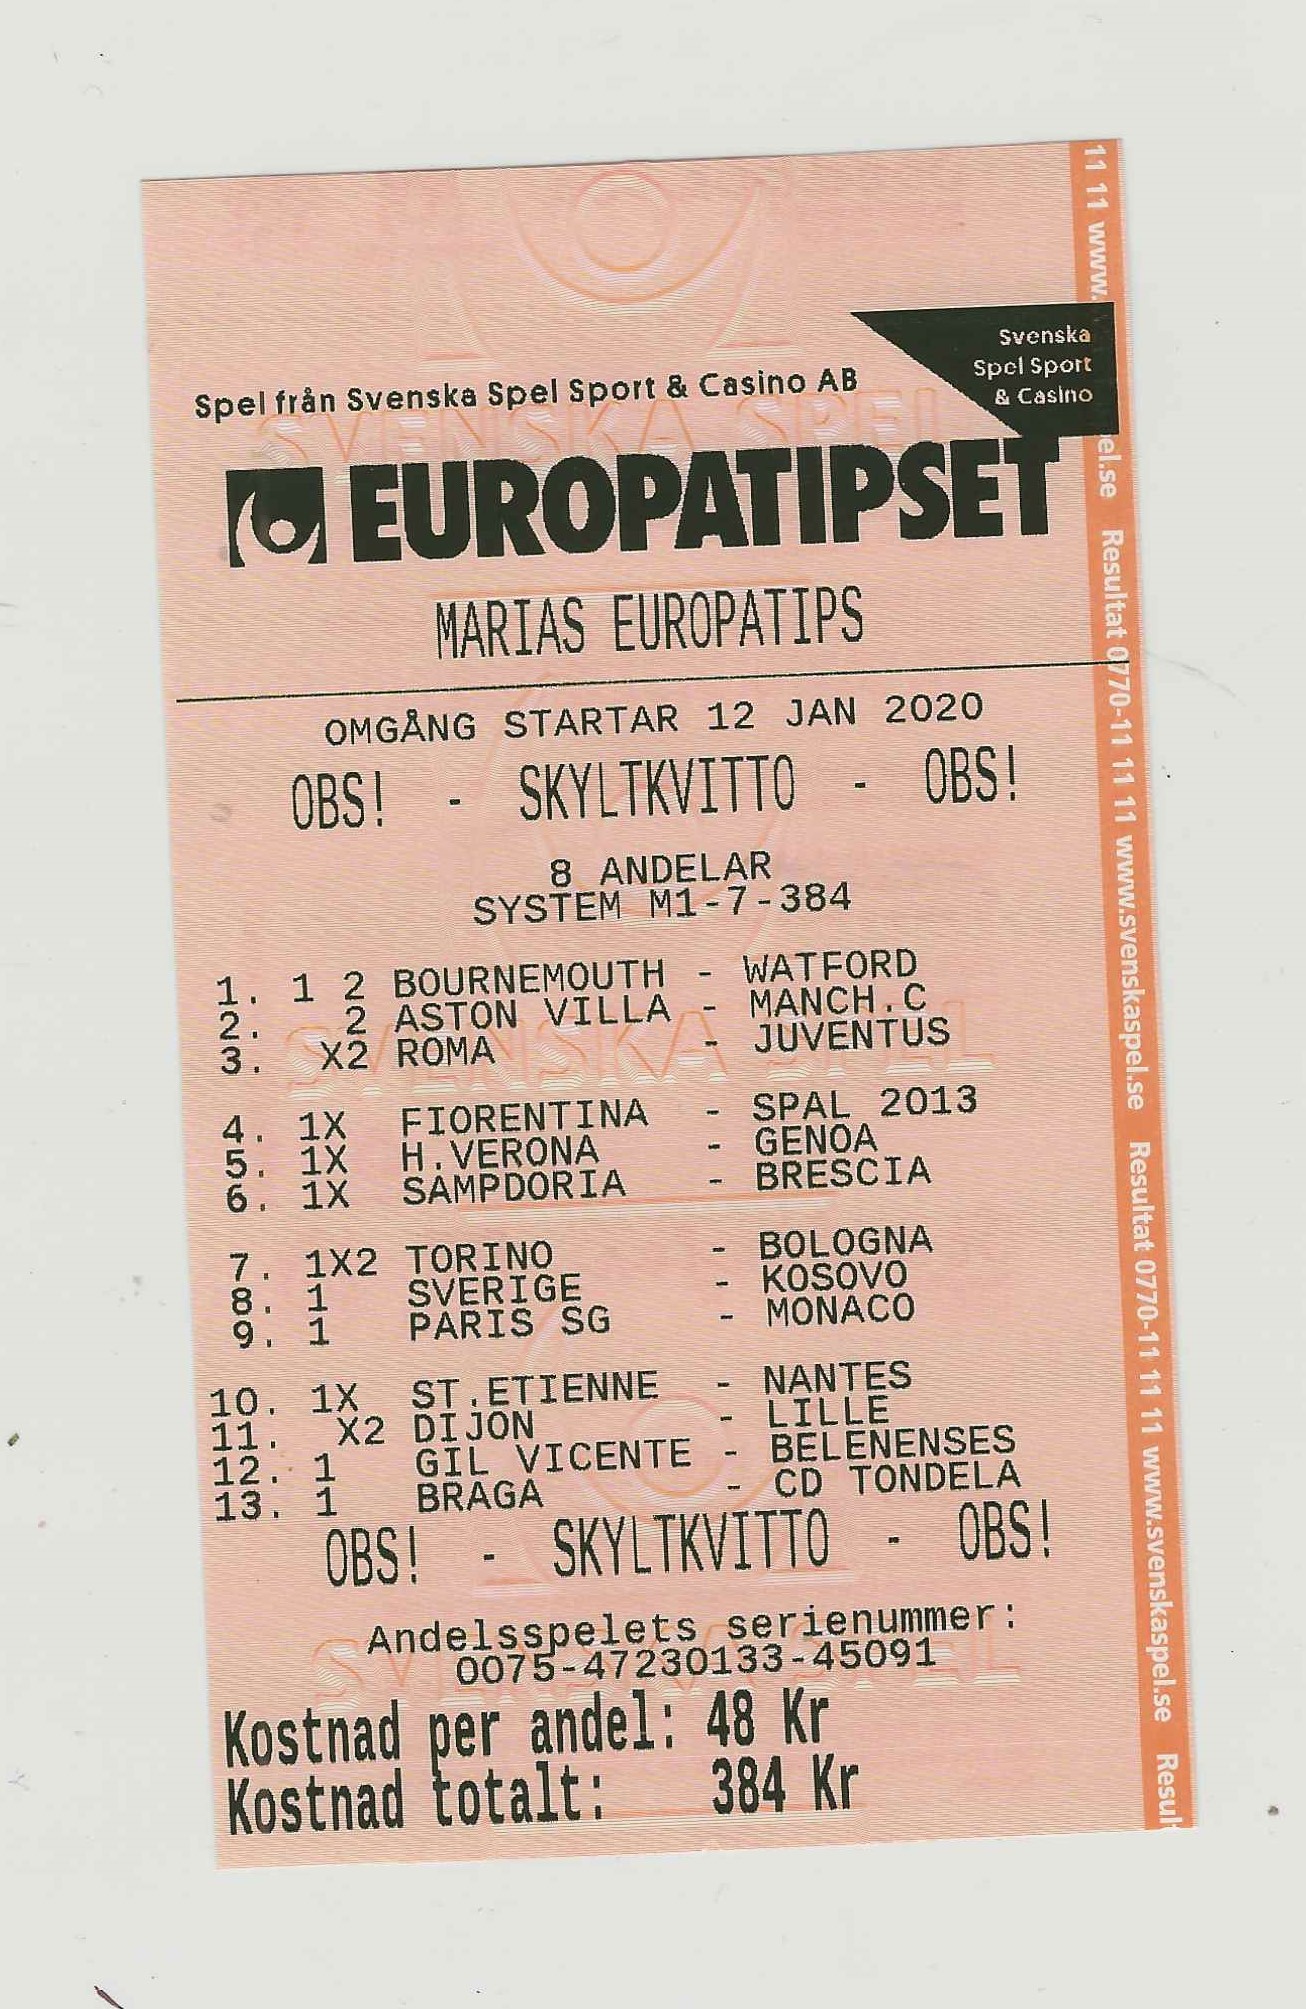 Svenska
Spel Sport
& Casino
Spel från Svenska Spel Sport & Casino AB
SVENSKA SPEL
EUROPATIPSET
MARIAS EUROPATIPS
OMGÅNG STARTAR 12 JAN 2020
OBS! - SKYLTKVITTO - OBS!
8 ANDELAR
SYSTEM M1-7-384
1. 1 2 BOURNEMOUTH - WATFORD
2. 2 ASTON VILLA - MANCH.C
3. X2 ROMA - JUVENTUS
SVENSKA SPEL
4. 1X FIORENTINA - SPAL 2013
5. 1X H.VERONA - GENOA
6. 1X SAMPDORIA - BRESCIA
7. 1X2 TORINO - BOLOGNA
8. 1 SVERIGE - KOSOVO
9. 1 PARIS SG - MONACO
10. 1X ST.ETIENNE - NANTES
11. X2 DIJON - LILLE
12. 1 GIL VICENTE - BELENENSES
13. 1 BRAGA - CD TONDELA
OBS! - SKYLTKVITTO - OBS!
Andelsspelets serienummer:
0075-47230133-45091
SVENSKA SPEL
Kostnad per andel: 48 Kr
Kostnad totalt: 384 Kr
11 11 www. el.se Resultat 0770-11 11 11 www.svenskaspel.se Resultat 0770-11 11 11 www.svenskaspel.se Resul